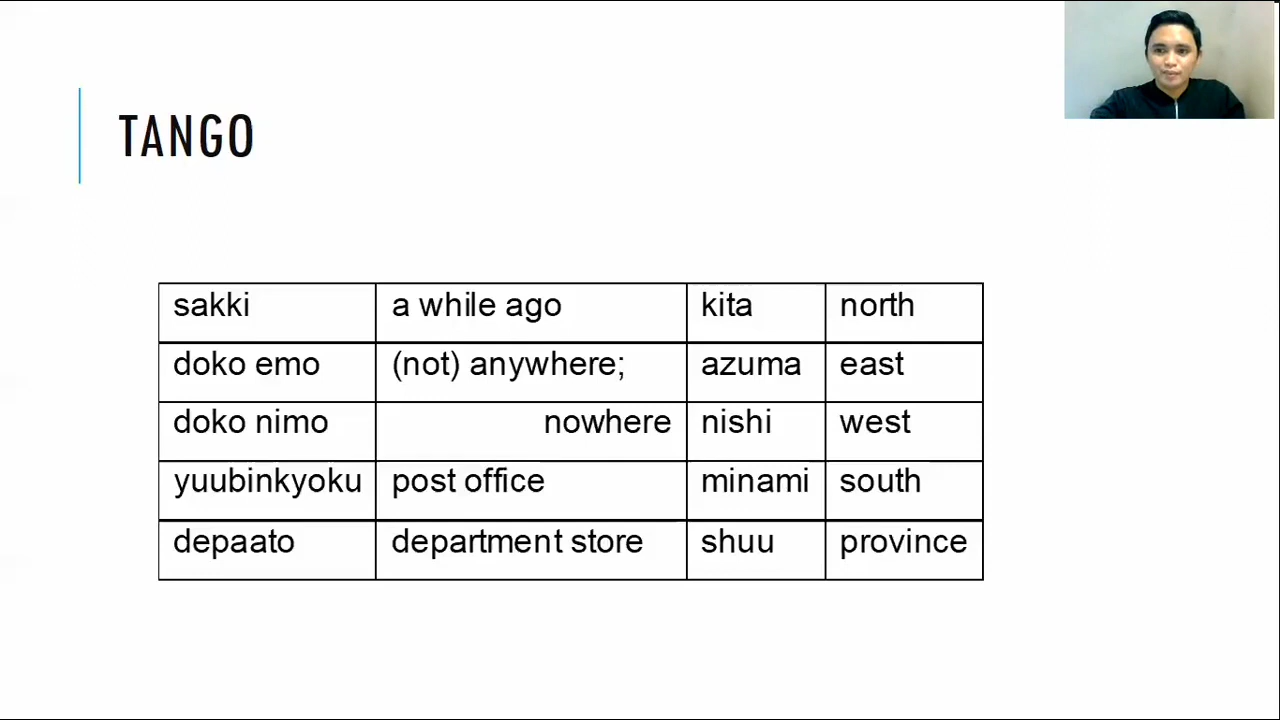 TANGO
sakki a while ago kita north
doko emo (not) anywhere; azuma east
doko nimo nowhere nishi west
yuubinkyoku post office minami south
depaato department store shuu province